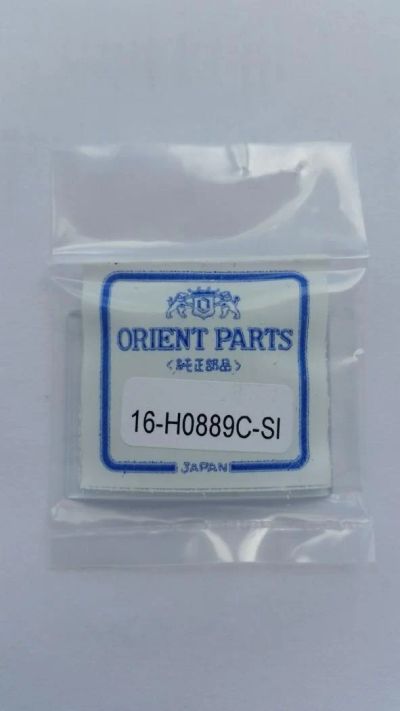 ORIENT PARTS
〈純正部品〉
16-H0889C-SI
JAPAN